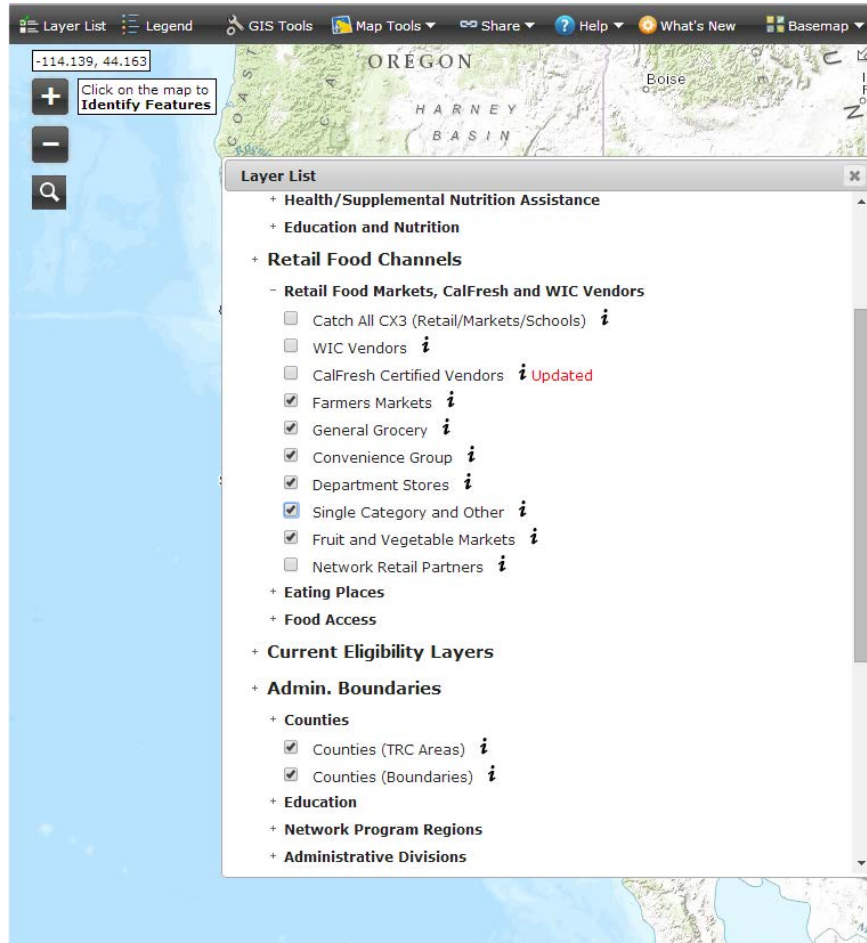 Layer List Legend GIS Tools Map Tools Share Help What's New Basemap
-114.139, 44.163
Click on the map to
Identify Features
OREGON
Boise
COAST
HARNEY
BASIN
Layer List
+ Health/Supplemental Nutrition Assistance
+ Education and Nutrition
+ Retail Food Channels
- Retail Food Markets, CalFresh and WIC Vendors
Catch All CX3 (Retail/Markets/Schools) i
WIC Vendors i
CalFresh Certified Vendors i Updated
Farmers Markets i
General Grocery i
Convenience Group i
Department Stores i
Single Category and Other i
Fruit and Vegetable Markets i
Network Retail Partners i
+ Eating Places
+ Food Access
+ Current Eligibility Layers
+ Admin. Boundaries
+ Counties
Counties (TRC Areas) i
Counties (Boundaries) i
+ Education
+ Network Program Regions
+ Administrative Divisions